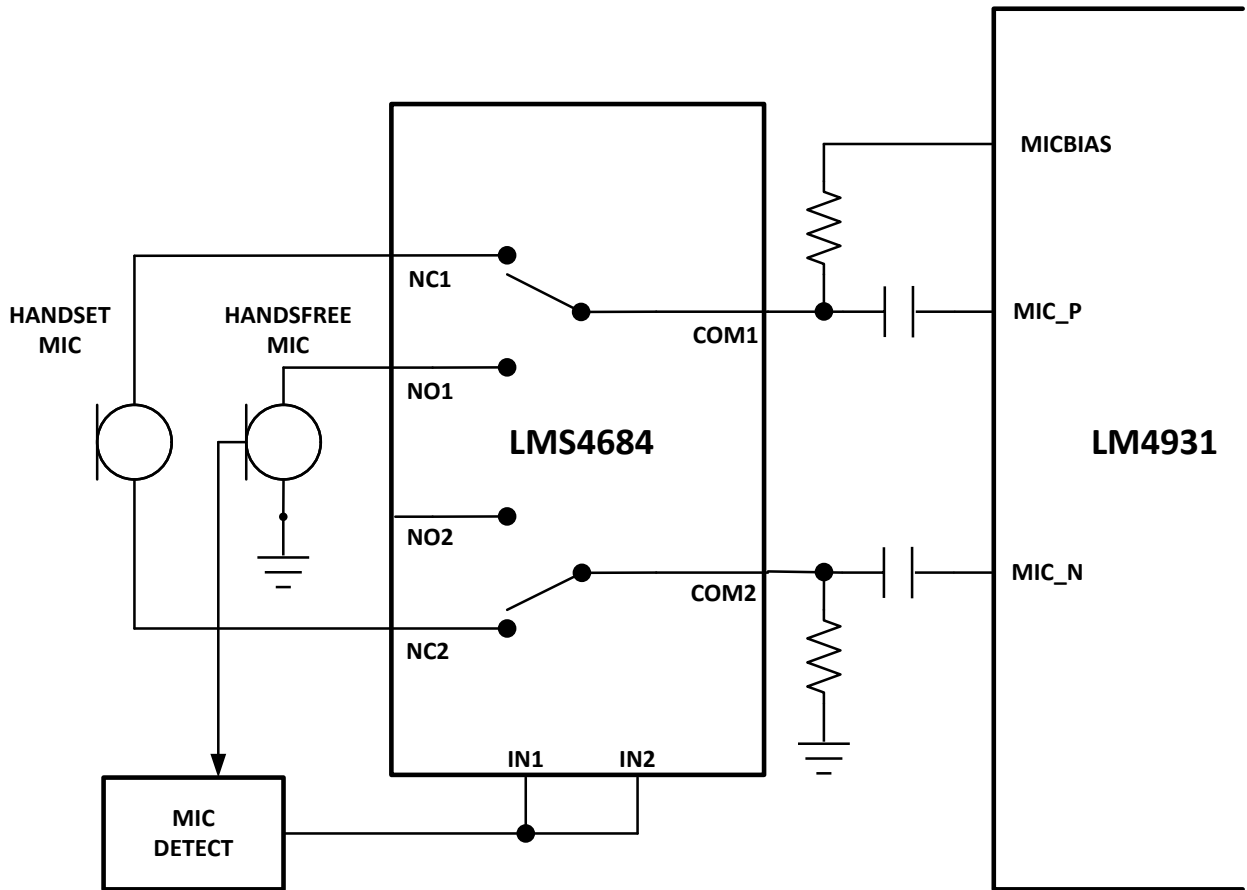 MICBIAS
NC1
HANDSET
MIC
HANDSFREE
MIC
COM1
MIC_P
NO1
LMS4684
LM4931
NO2
COM2
MIC_N
NC2
IN1
IN2
MIC
DETECT